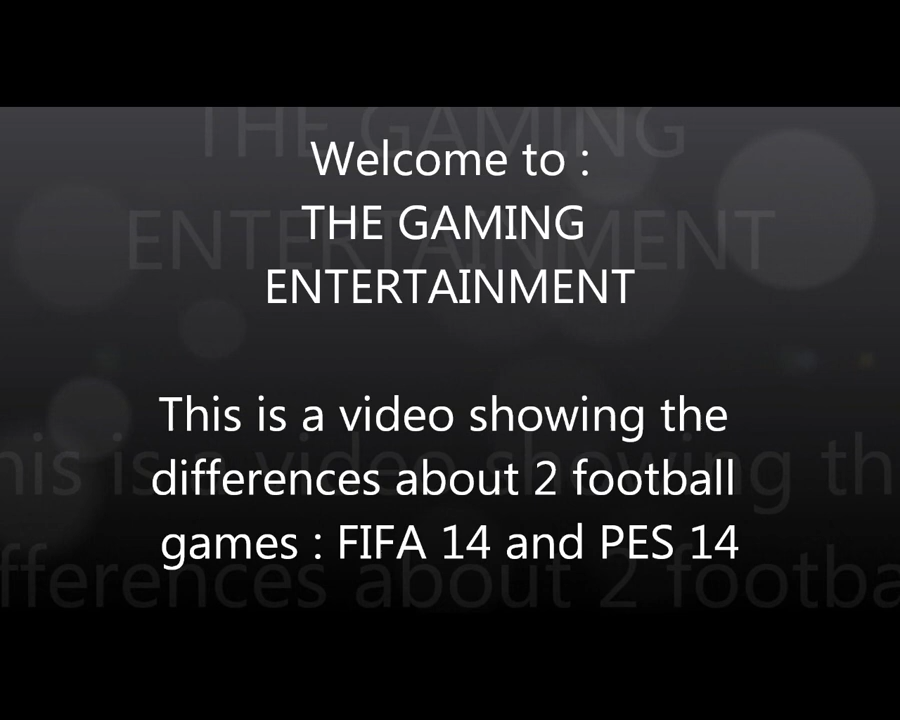 Welcome to :
THE GAMING
ENTERTAINMENT
This is a video showing the
differences about 2 football
games : FIFA 14 and PES 14